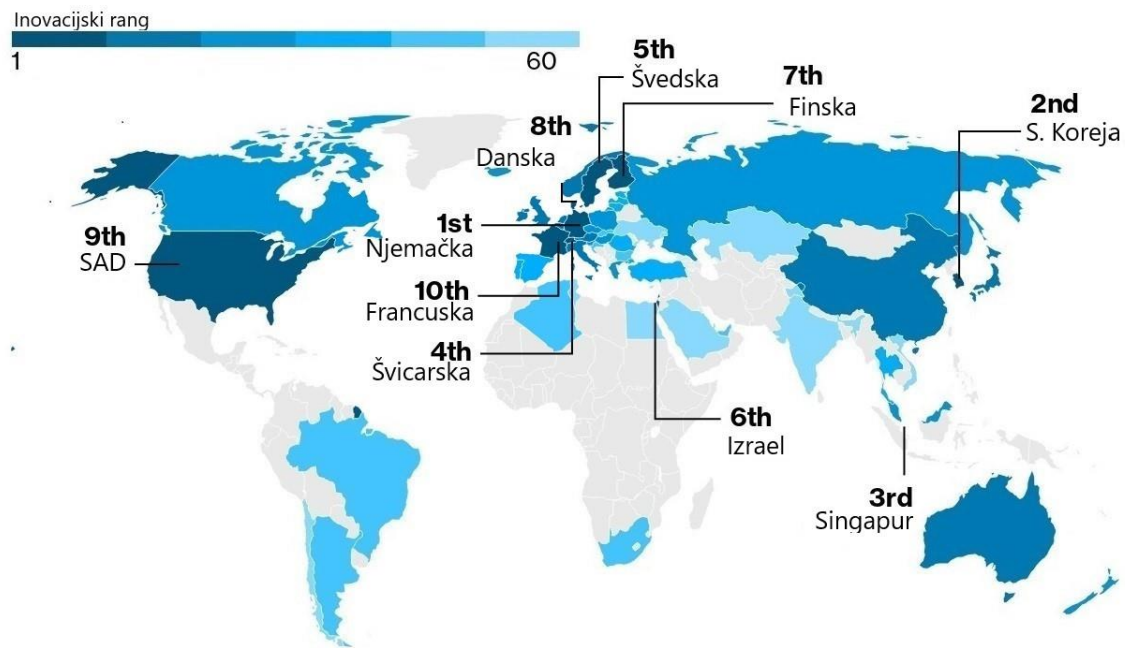 Inovacijski rang
1
60
5th
Švedska
7th
Finska
2nd
S. Koreja
8th
Danska
1st
Njemačka
9th
SAD
10th
Francuska
4th
Švicarska
6th
Izrael
3rd
Singapur